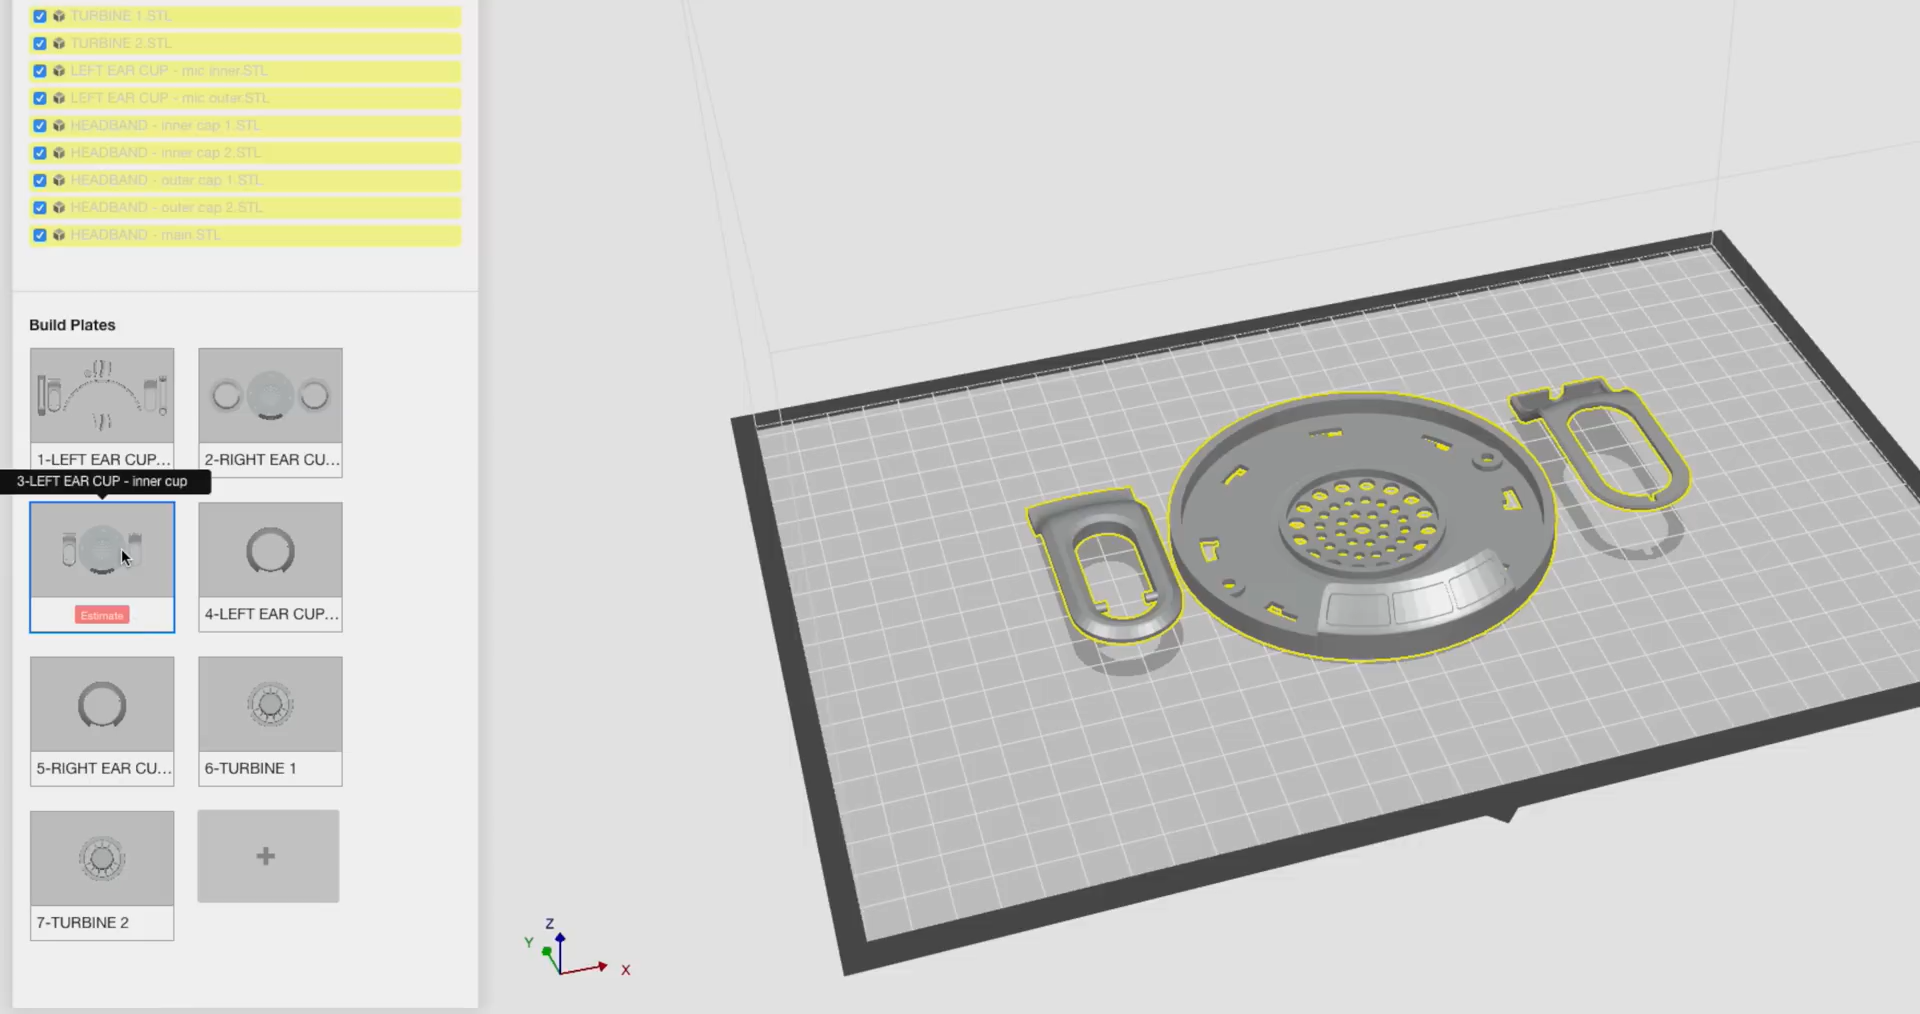 TURBINE 1.STL
TURBINE 2.STL
LEFT EAR CUP - mic inner.STL
LEFT EAR CUP - mic outer.STL
HEADBAND - inner cap 1.STL
HEADBAND - inner cap 2.STL
HEADBAND - outer cap 1.STL
HEADBAND - outer cap 2.STL
HEADBAND - main.STL
Build Plates
1-LEFT EAR CUP...
2-RIGHT EAR CU...
3-LEFT EAR CUP - inner cup
Estimate
4-LEFT EAR CUP...
5-RIGHT EAR CU...
6-TURBINE 1
7-TURBINE 2
Z
Y
X